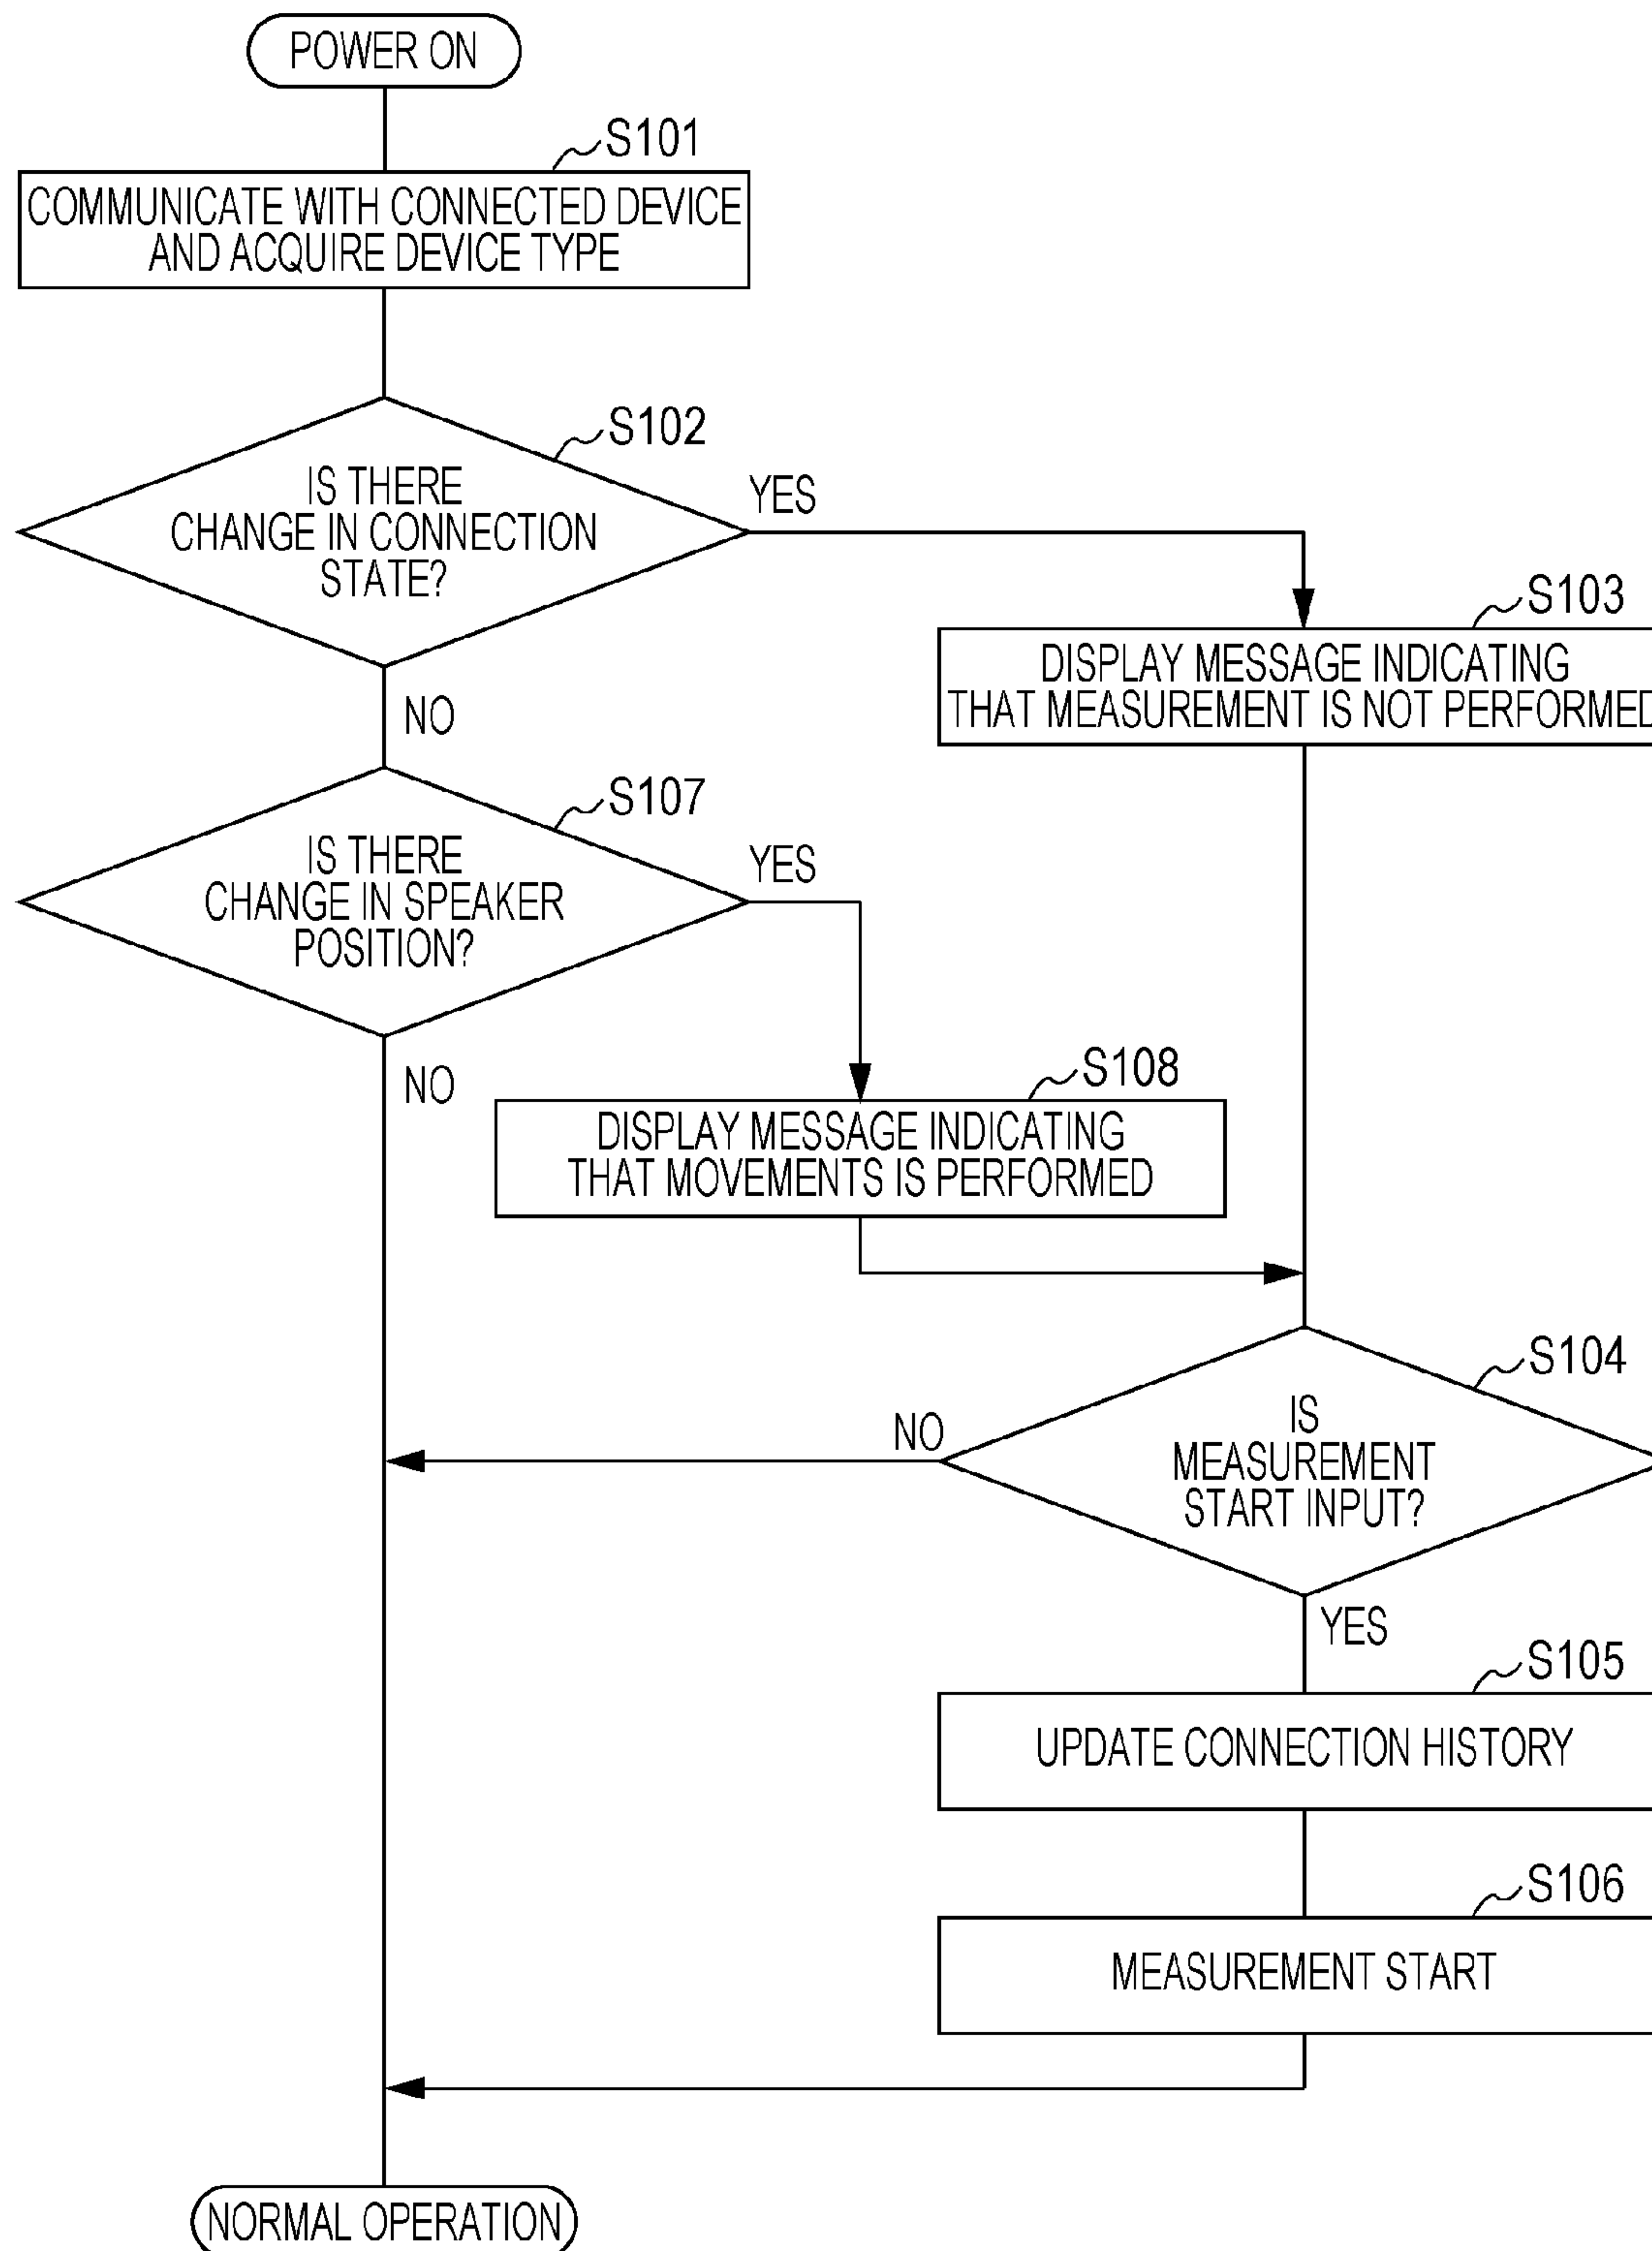 POWER ON
S101
COMMUNICATE WITH CONNECTED DEVICE
AND ACQUIRE DEVICE TYPE
S102
IS THERE
CHANGE IN CONNECTION
STATE?
YES
NO
S103
DISPLAY MESSAGE INDICATING
THAT MEASUREMENT IS NOT PERFORMED
S107
IS THERE
CHANGE IN SPEAKER
POSITION?
YES
NO
S108
DISPLAY MESSAGE INDICATING
THAT MOVEMENTS IS PERFORMED
S104
IS
MEASUREMENT
START INPUT?
NO
YES
S105
UPDATE CONNECTION HISTORY
S106
MEASUREMENT START
NORMAL OPERATION